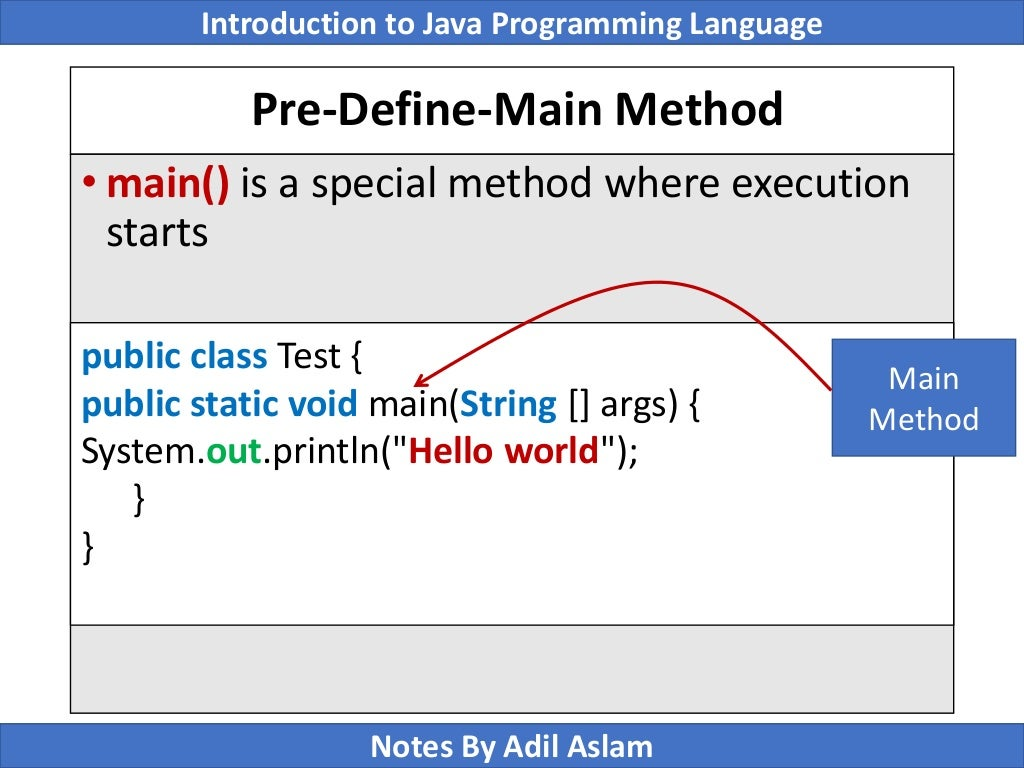 Introduction to Java Programming Language
Pre-Define-Main Method
• main() is a special method where execution
starts
public class Test {
public static void main(String [] args) {
System.out.println("Hello world");
}
}
Main
Method
Notes By Adil Aslam